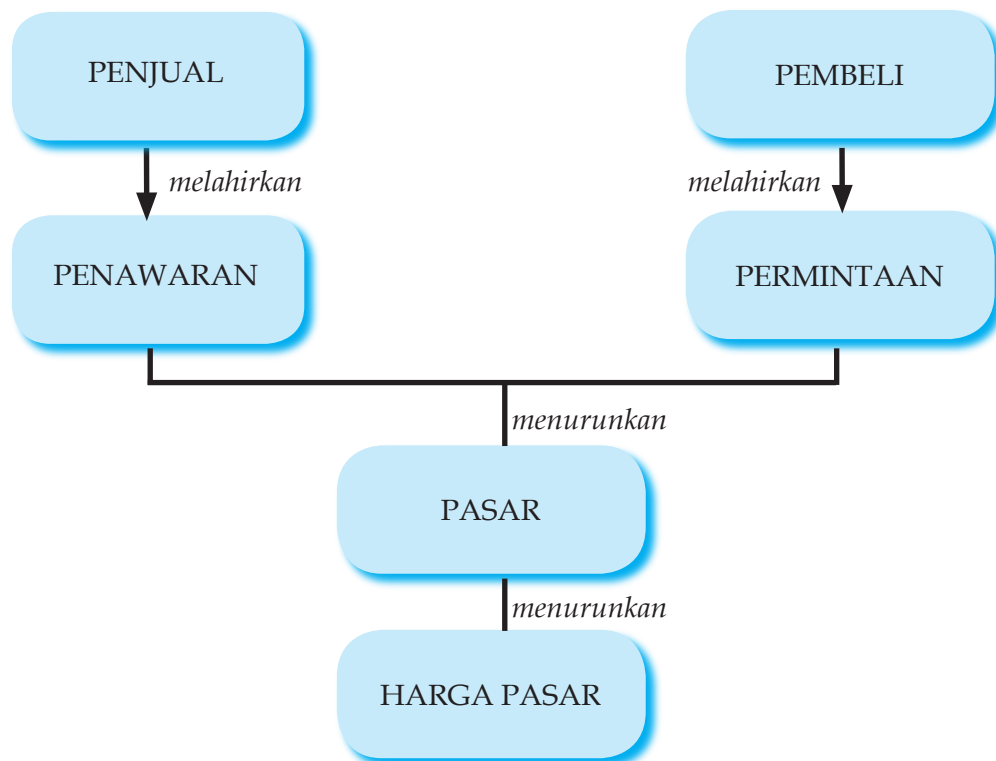 PENJUAL
PEMBELI
melahirkan
melahirkan
PENAWARAN
PERMINTAAN
menurunkan
PASAR
menurunkan
HARGA PASAR